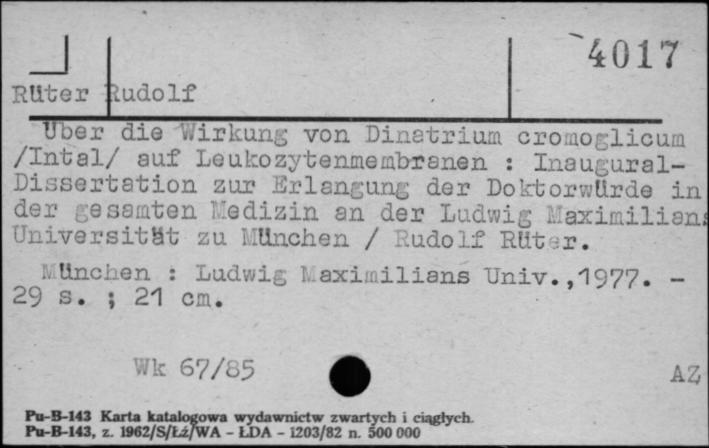 4017
Rüter Rudolf
Über die Wirkung von Dinatrium cromoglicum
/Intal/ auf Leukozytenmembranen : Inaugural-
Dissertation zur Erlangung der Doktorwürde in
der gesamten Medizin an der Ludwig Maximilians
Universität zu München / Rudolf Rüter.
München : Ludwig Maximilians Univ.,1977. -
29 s. ; 21 cm.
Wk 67/85
AZ
Pu-B-143 Karta katalogowa wydawnictw zwartych i ciągłych.
Pu-B-143, z. 1962/S/Łź/WA - ŁDA - 1203/82 n. 500 000